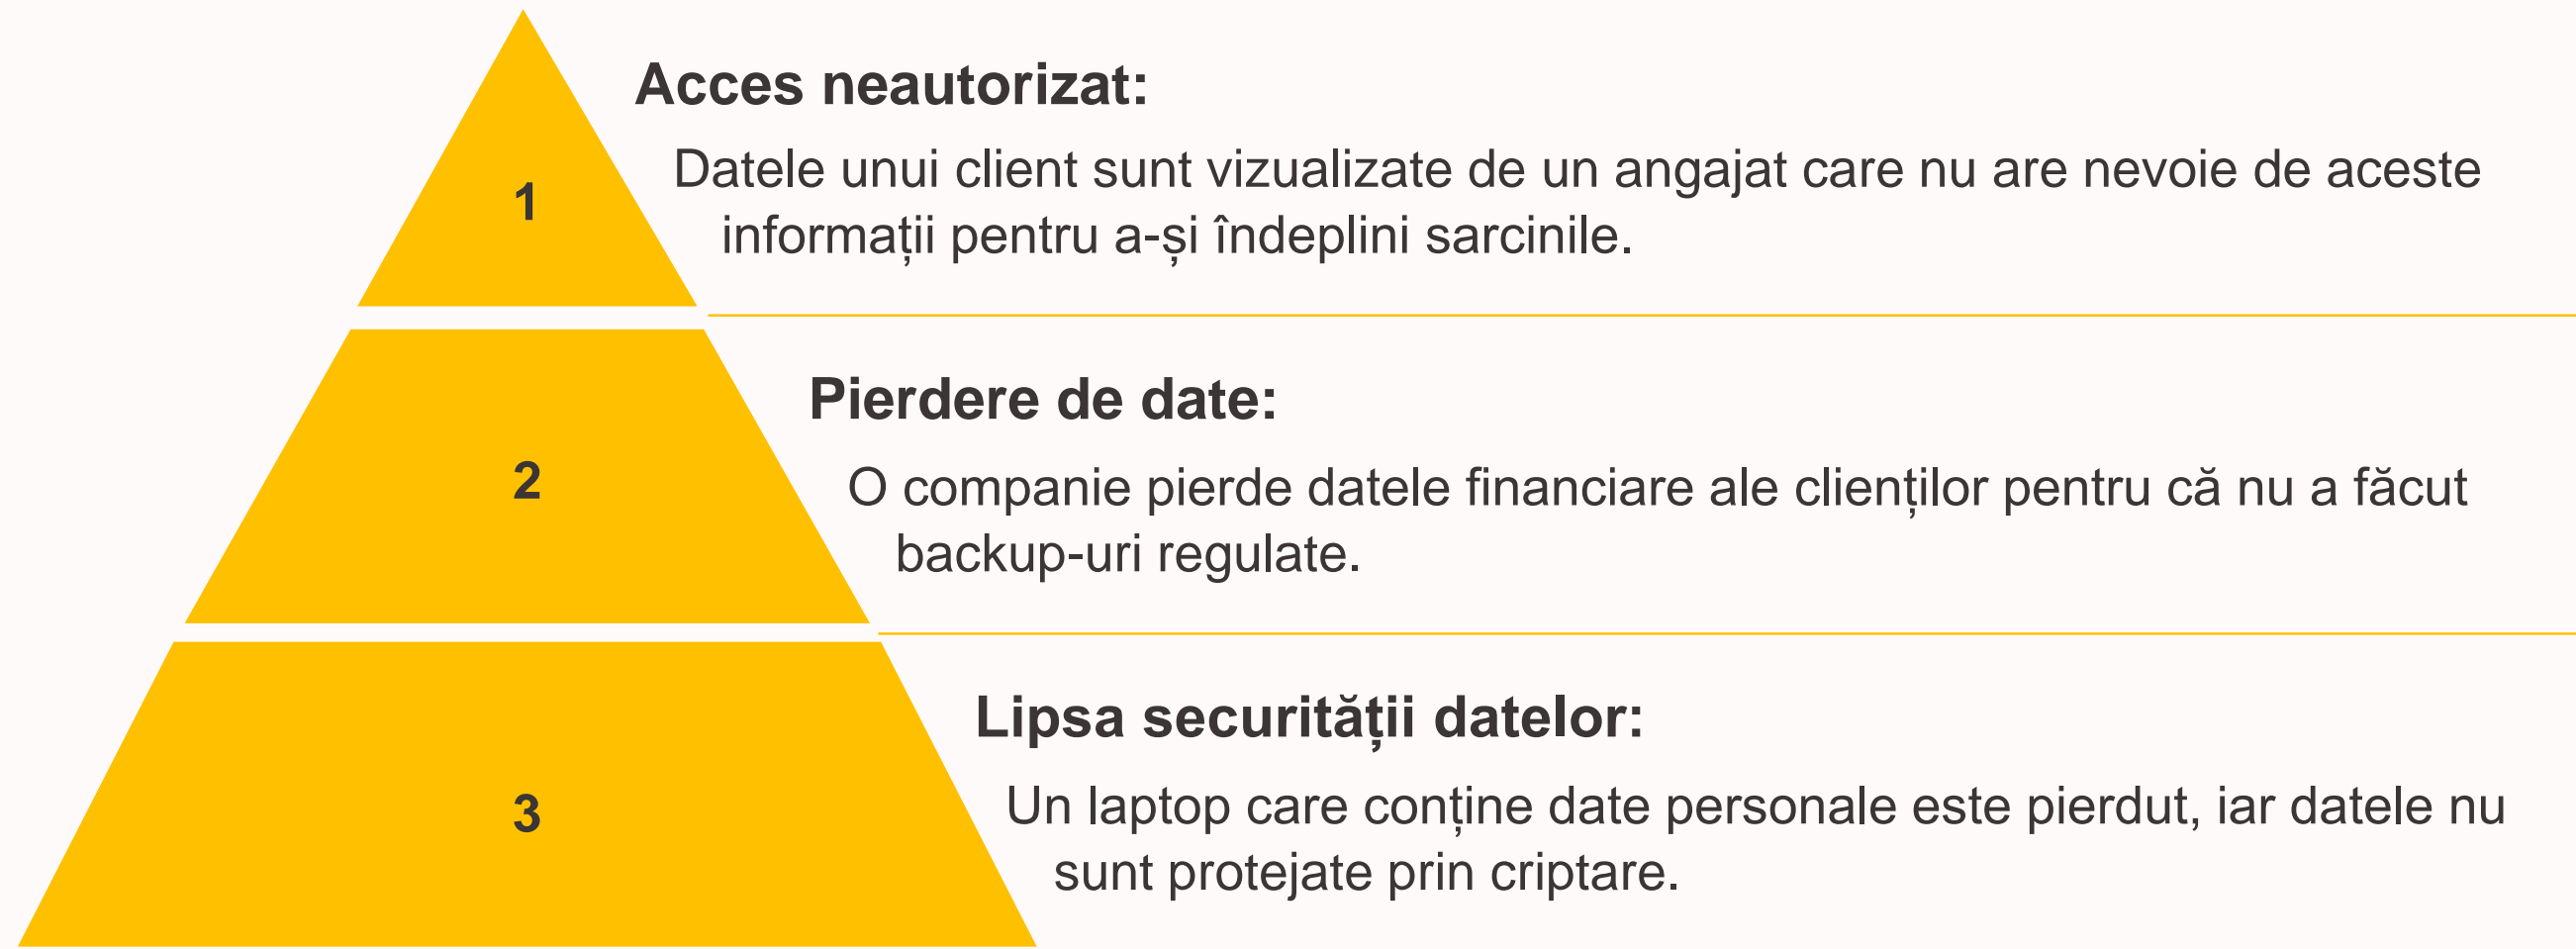 Acces neautorizat:
1
Datele unui client sunt vizualizate de un angajat care nu are nevoie de aceste
informații pentru a-și îndeplini sarcinile.
Pierdere de date:
2
O companie pierde datele financiare ale clienților pentru că nu a făcut
backup-uri regulate.
Lipsa securității datelor:
3
Un laptop care conține date personale este pierdut, iar datele nu
sunt protejate prin criptare.